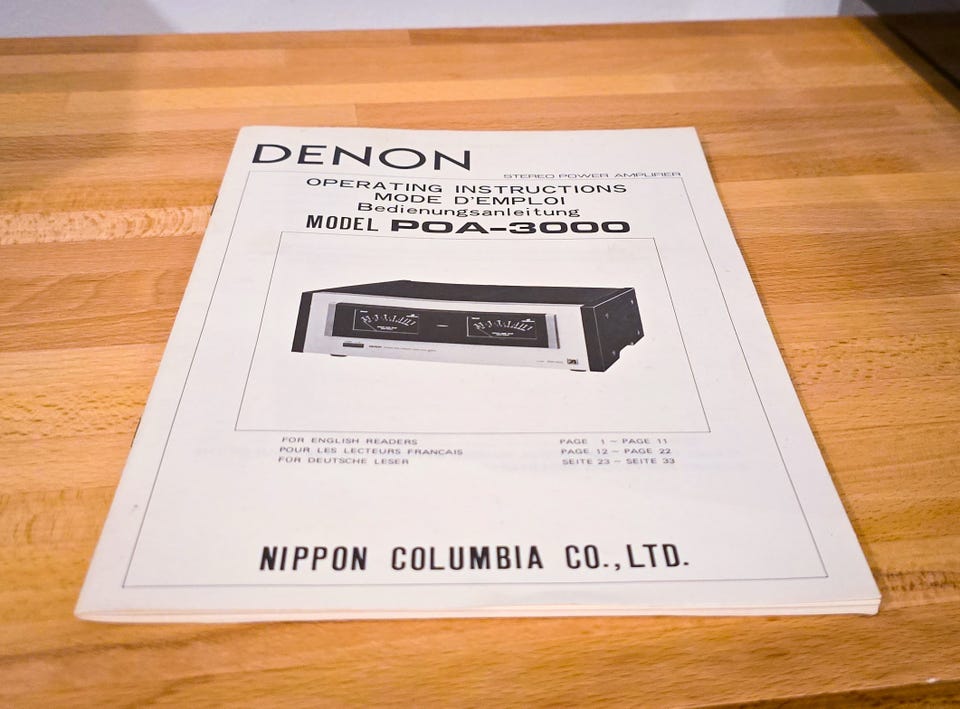 DENON
STEREO POWER AMPLIFIER
OPERATING INSTRUCTIONS
MODE D'EMPLOI
Bedienungsanleitung
MODEL POA-3000
DENON
FOR ENGLISH READERS PAGE 1 ~ PAGE 11
POUR LES LECTEURS FRANCAIS PAGE 12 ~ PAGE 22
FÜR DEUTSCHE LESER SEITE 23 ~ SEITE 33
NIPPON COLUMBIA CO., LTD.